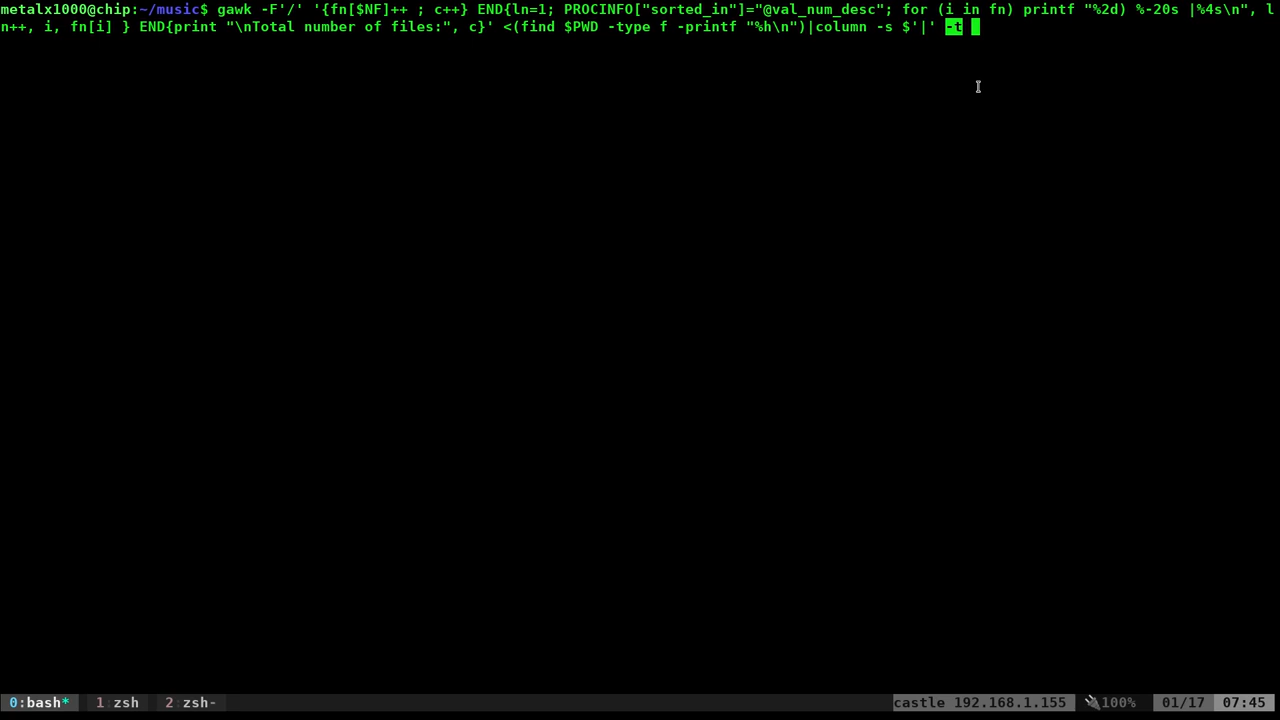 metalx1000@chip:~/music$ gawk -F'/' '{fn[$NF]++ ; c++} END{ln=1; PROCINFO["sorted_in"]="@val_num_desc"; for (i in fn) printf "%2d) %-20s |%4s\n", l
n++, i, fn[i] } END{print "\nTotal number of files:", c}' <(find $PWD -type f -printf "%h\n")|column -s $'|' -t
0:bash* 1:zsh 2:zsh- castle 192.168.1.155 100% 01/17 07:45